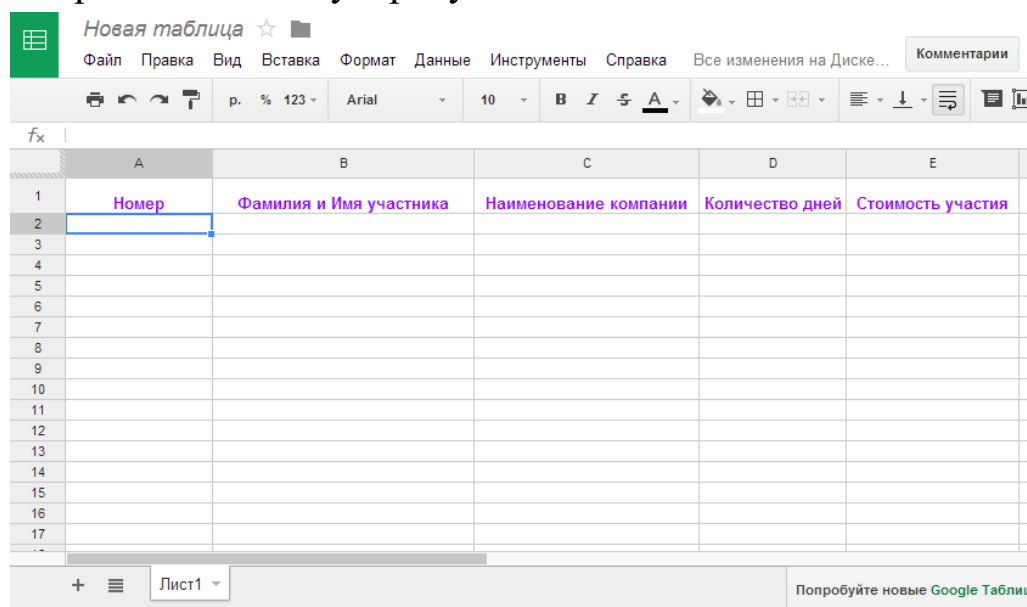 Новая таблица
Файл Правка Вид Вставка Формат Данные Инструменты Справка Все изменения на Диске... Комментарии
р. % 123 Arial 10 B I S A
fx
A B C D E
1 Номер Фамилия и Имя участника Наименование компании Количество дней Стоимость участия
2
3
4
5
6
7
8
9
10
11
12
13
14
15
16
17
+ Лист1 Попробуйте новые Google